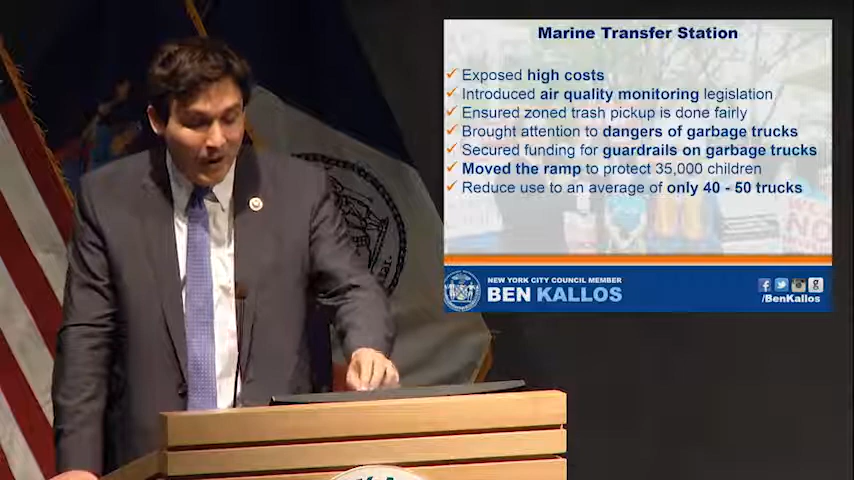 Marine Transfer Station
✓ Exposed high costs
✓ Introduced air quality monitoring legislation
✓ Ensured zoned trash pickup is done fairly
✓ Brought attention to dangers of garbage trucks
✓ Secured funding for guardrails on garbage trucks
✓ Moved the ramp to protect 35,000 children
✓ Reduce use to an average of only 40 - 50 trucks
NEW YORK CITY COUNCIL MEMBER
BEN KALLOS
/BenKallos